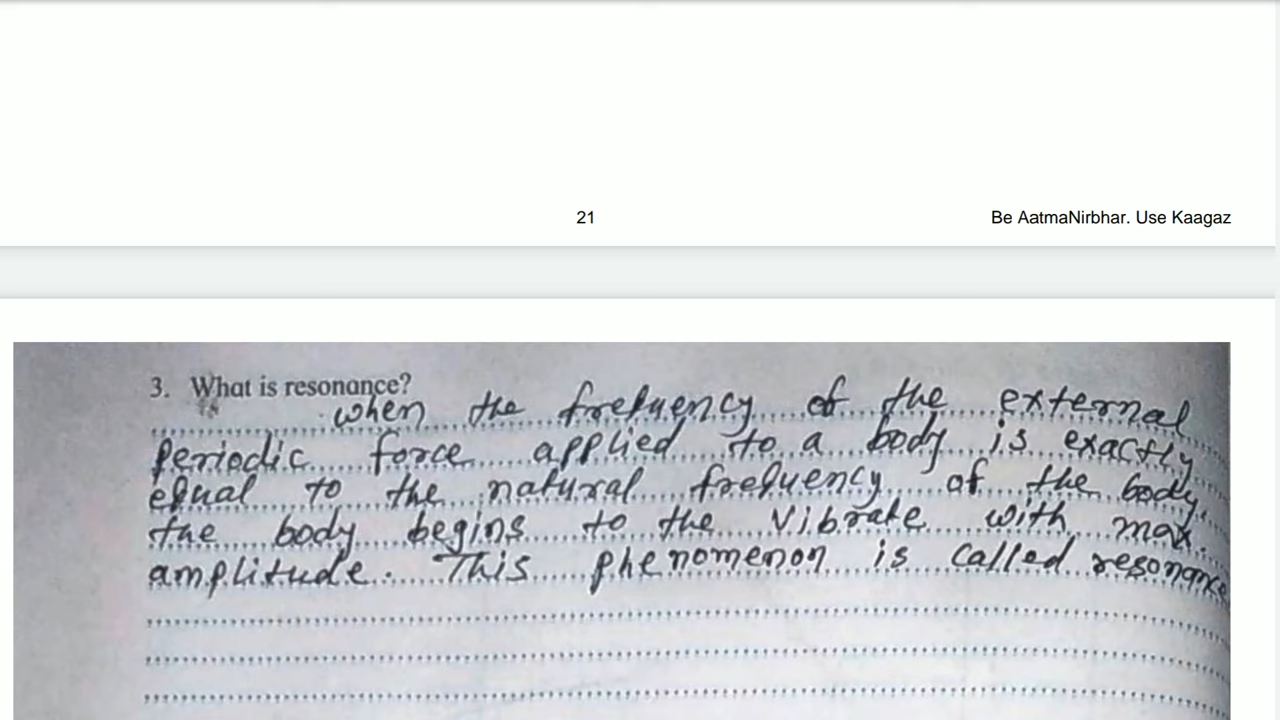 21
Be AatmaNirbhar. Use Kaagaz
3. What is resonance?
when the frequency of the external
periodic force applied to a body is exactly
equal to the natural frequency of the body,
the body begins to the vibrate with max.
amplitude. This phenomenon is called resonance